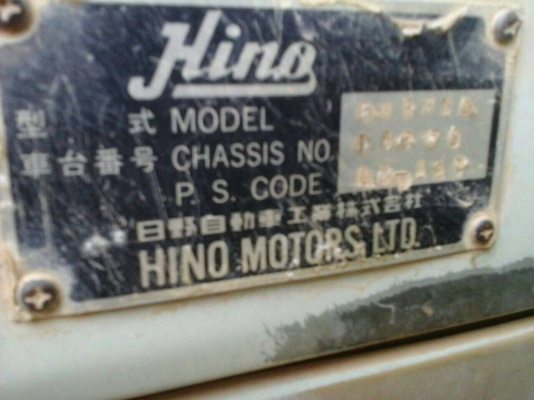 Hino
型 式 MODEL
車台番号 CHASSIS NO.
P. S. CODE
日野自動車工業株式会社
HINO MOTORS, LTD.